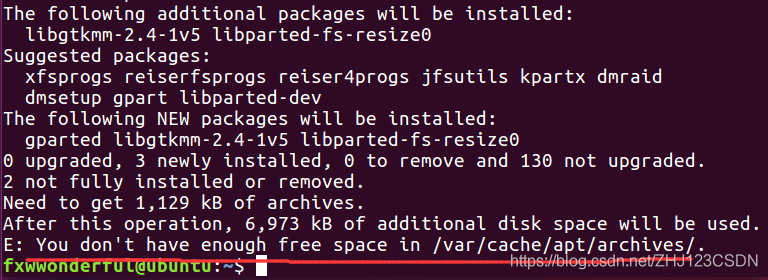 The following additional packages will be installed:
libgtkmm-2.4-1v5 libparted-fs-resize0
Suggested packages:
xfsprogs reiserfsprogs reiser4progs jfsutils kpartx dmraid
dmsetup gpart libparted-dev
The following NEW packages will be installed:
gparted libgtkmm-2.4-1v5 libparted-fs-resize0
0 upgraded, 3 newly installed, 0 to remove and 130 not upgraded.
2 not fully installed or removed.
Need to get 1,129 kB of archives.
After this operation, 6,973 kB of additional disk space will be used.
E: You don't have enough free space in /var/cache/apt/archives/.
fxwwonderful@ubuntu:~$
https://blog.csdn.net/ZHJ123CSDN